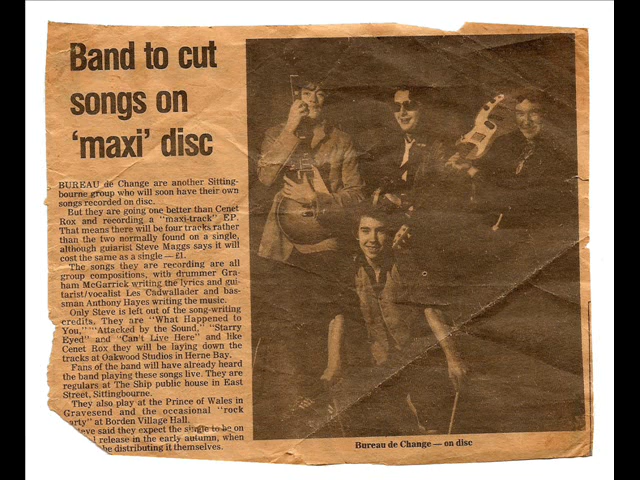 Band to cut
songs on
'maxi' disc
BUREAU de Change are another Sitting-
bourne group who will soon have their own
songs recorded on disc.
But they are going one better than Cenet
Rox and recording a "maxi-track" EP.
That means there will be four tracks rather
than the two normally found on a single,
although guiarist Steve Maggs says it will
cost the same as a single — £1.
The songs they are recording are all
group compositions, with drummer Gra-
ham McGarrick writing the lyrics and gui-
tarist/vocalist Les Cadwallader and bas-
sman Anthony Hayes writing the music.
Only Steve is left out of the song-writing
credits. They are "What Happened to
You," "Attacked by the Sound," "Starry
Eyed" and "Can't Live Here" and like
Cenet Rox they will be laying down the
tracks at Oakwood Studios in Herne Bay.
Fans of the band will have already heard
the band playing these songs live. They are
regulars at The Ship public house in East
Street, Sittingbourne.
They also play at the Prince of Wales in
Gravesend and the occasional "rock
arty" at Borden Village Hall.
teve said they expect the single to be on
release in the early autumn, when
be distributing it themselves.
Bureau de Change — on disc